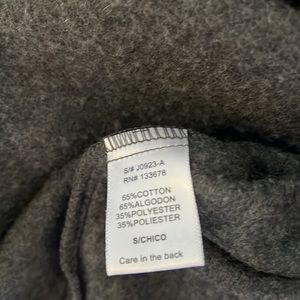 S/# J0923-A
RN# 133678
65%COTTON
65%ALGODON
35%POLYESTER
35%POLIESTER
S/CHICO
Care in the back